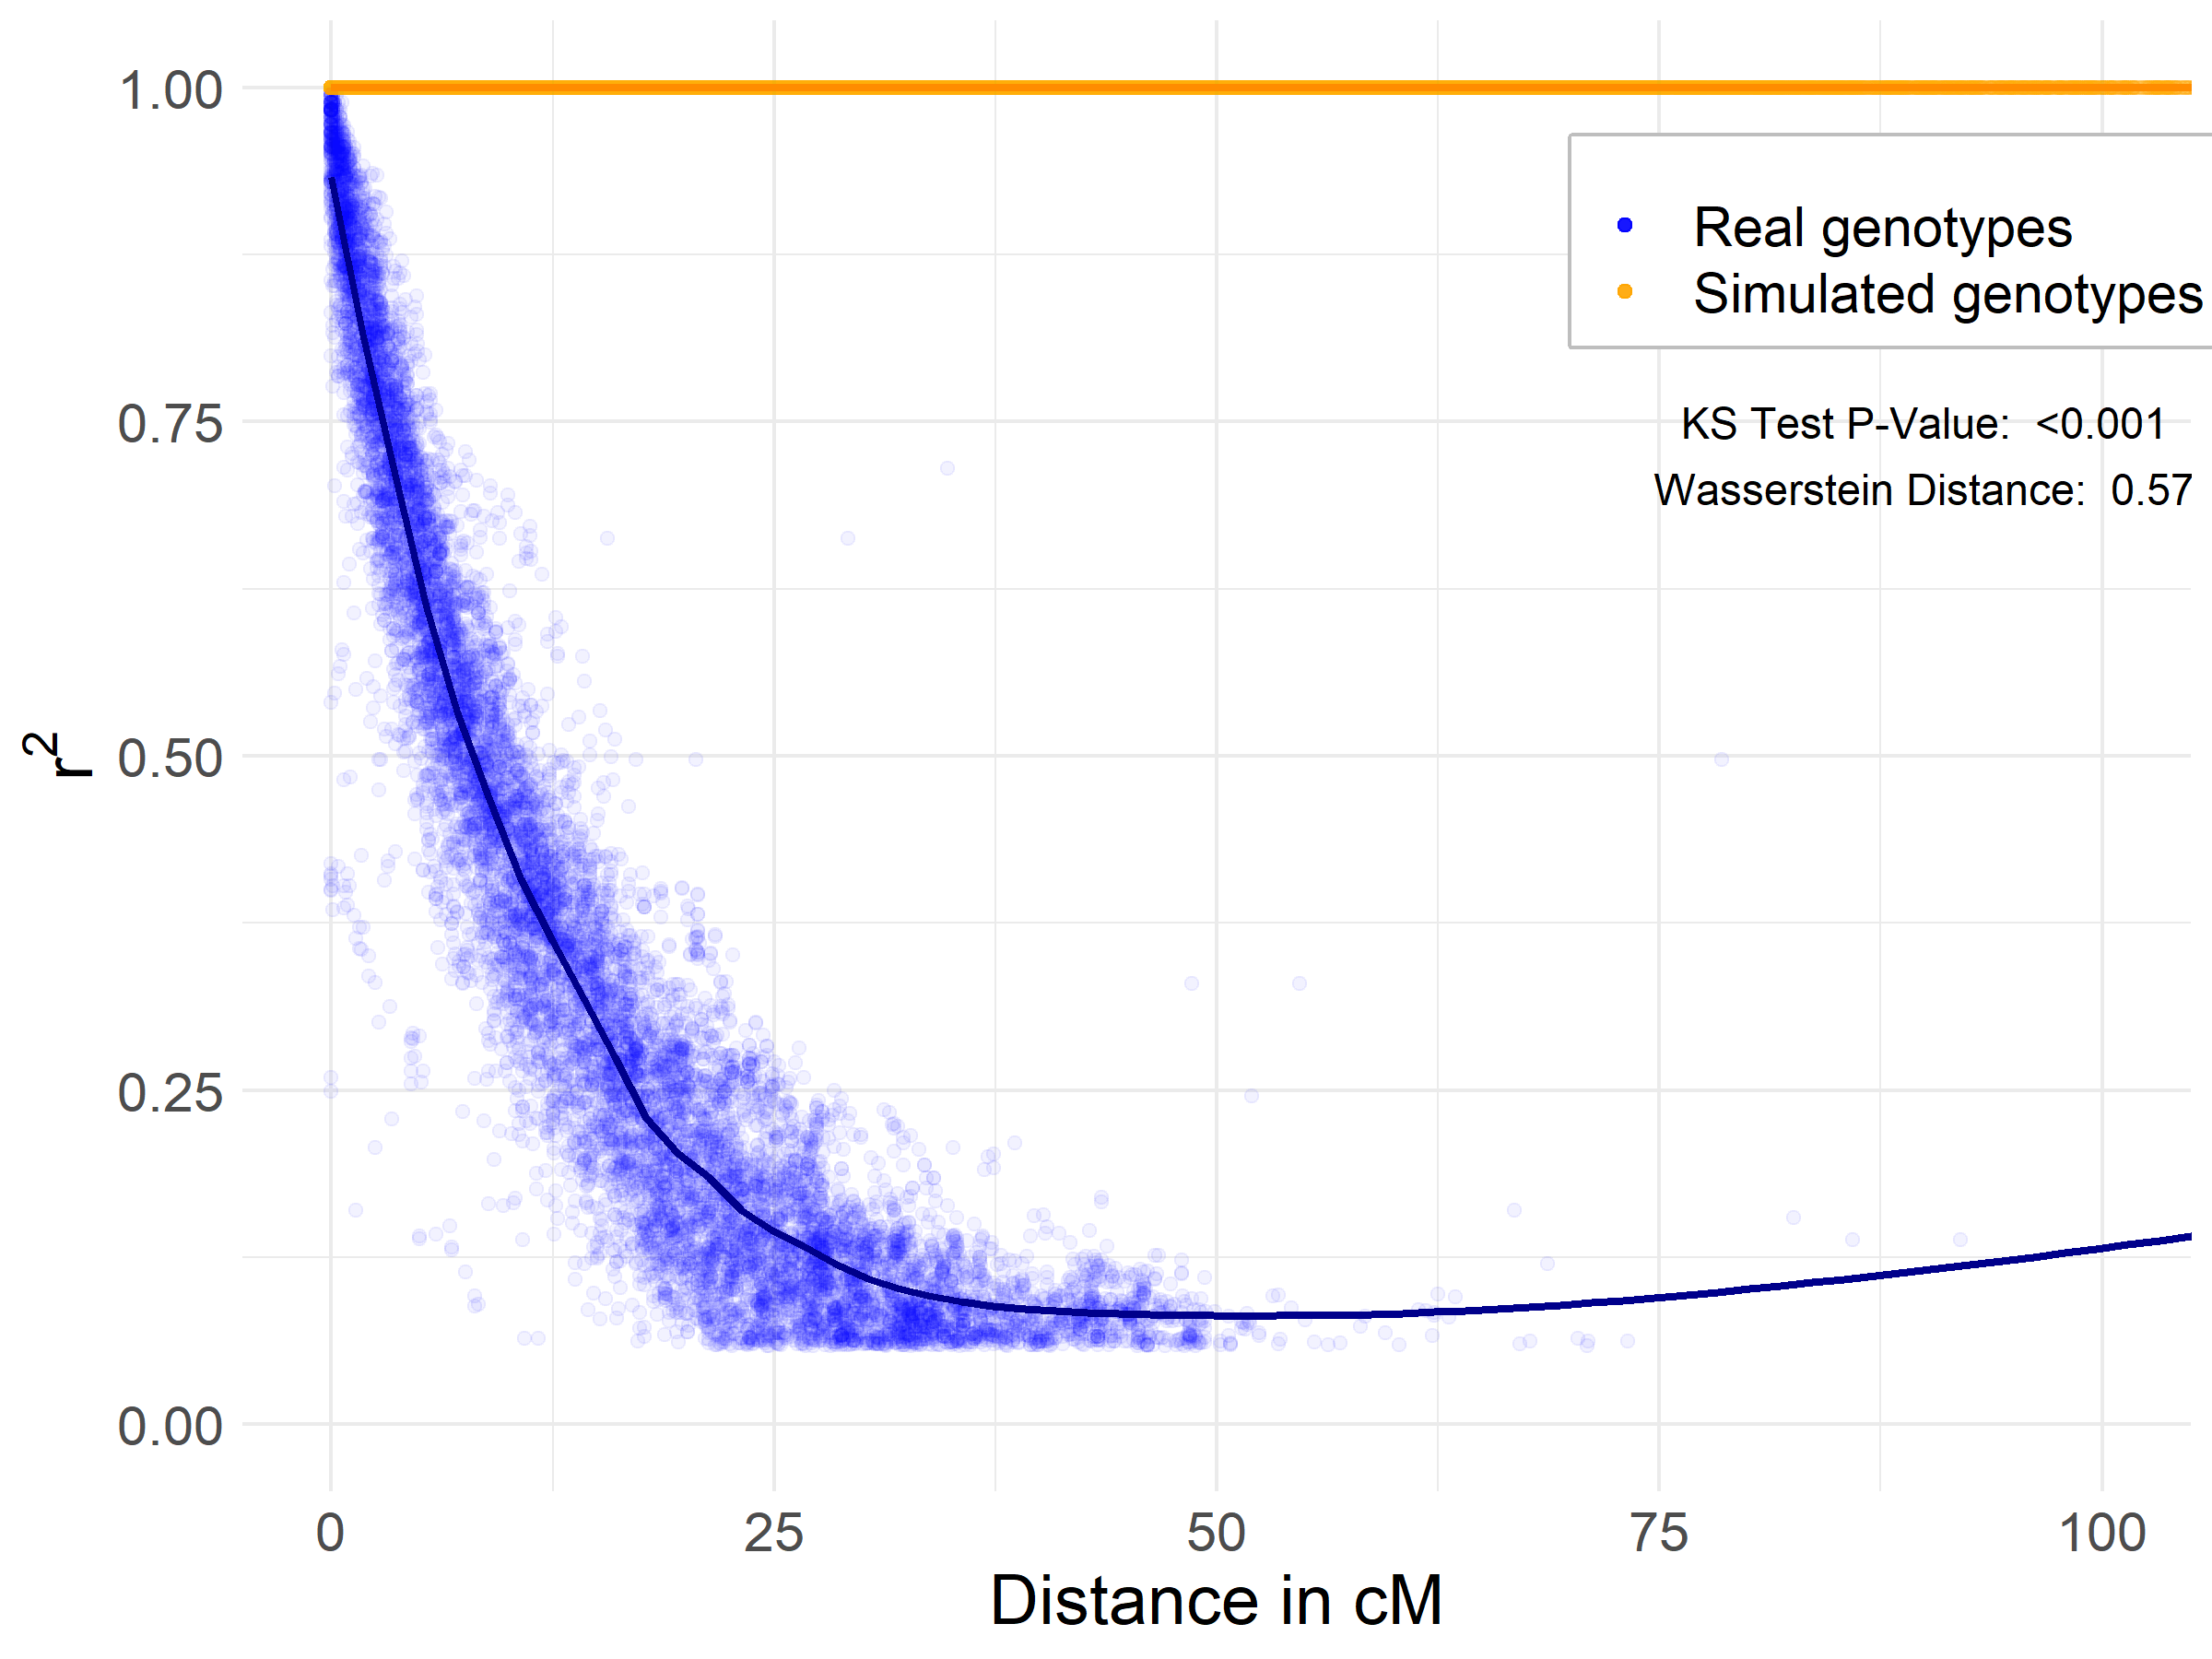 1.00
0.75
0.50
0.25
0.00
r²
Real genotypes
Simulated genotypes
KS Test P-Value: <0.001
Wasserstein Distance: 0.57
0 25 50 75 100
Distance in cM